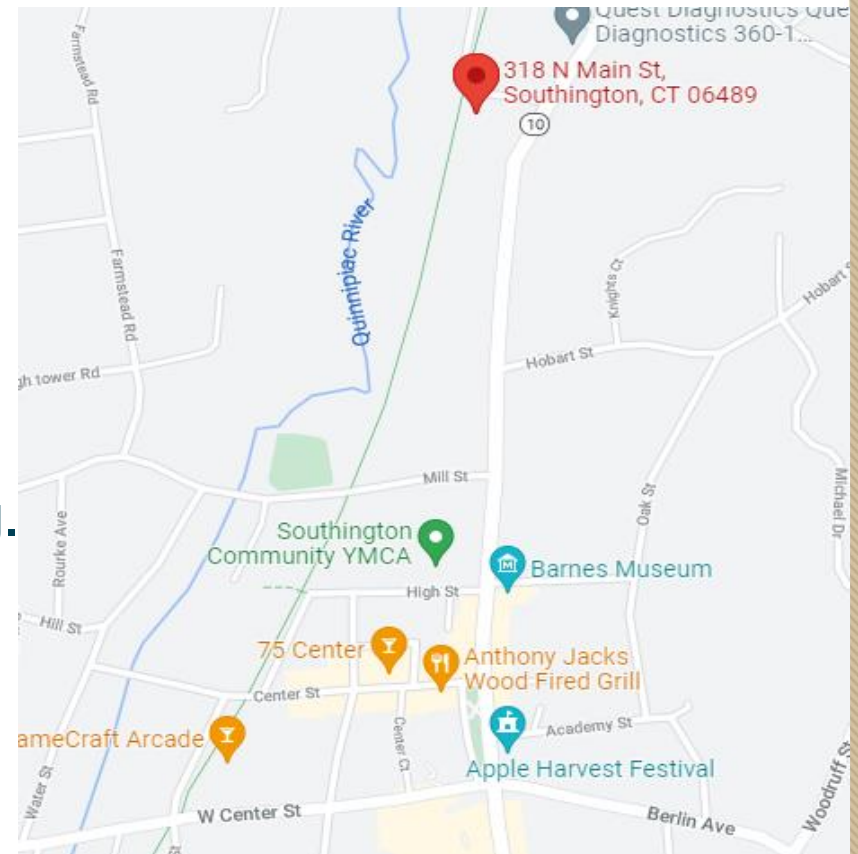 Quest Diagnostics Que
Diagnostics 360-1...
318 N Main St,
Southington, CT 06489
10
Farmstead Rd
Quinnipiac River
Farmstead Rd
Knights Ct
Hobart S
Hobart St
gh tower Rd
Mill St
Oak St
Michael Dr
Southington
Community YMCA
Rourke Ave
Barnes Museum
High St
Hill St
75 Center
Anthony Jacks
Wood Fired Grill
Center St
Center Ct
Academy St
ameCraft Arcade
Apple Harvest Festival
Water St
W Center St
Berlin Ave
Woodruff S